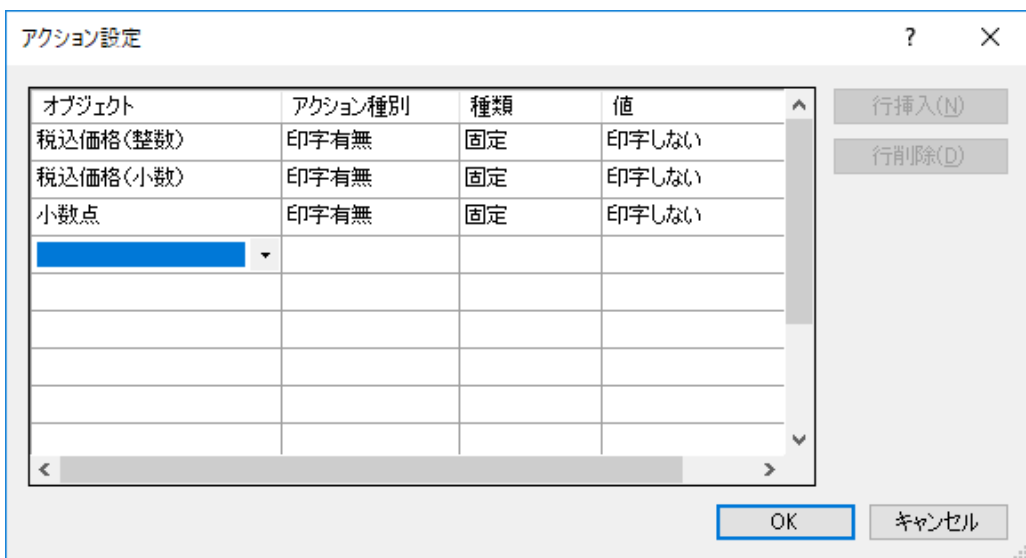 アクション設定
オブジェクト アクション種別 種類 値
行挿入(N)
税込価格(整数) 印字有無 固定 印字しない
行削除(D)
税込価格(小数) 印字有無 固定 印字しない
小数点 印字有無 固定 印字しない
OK キャンセル